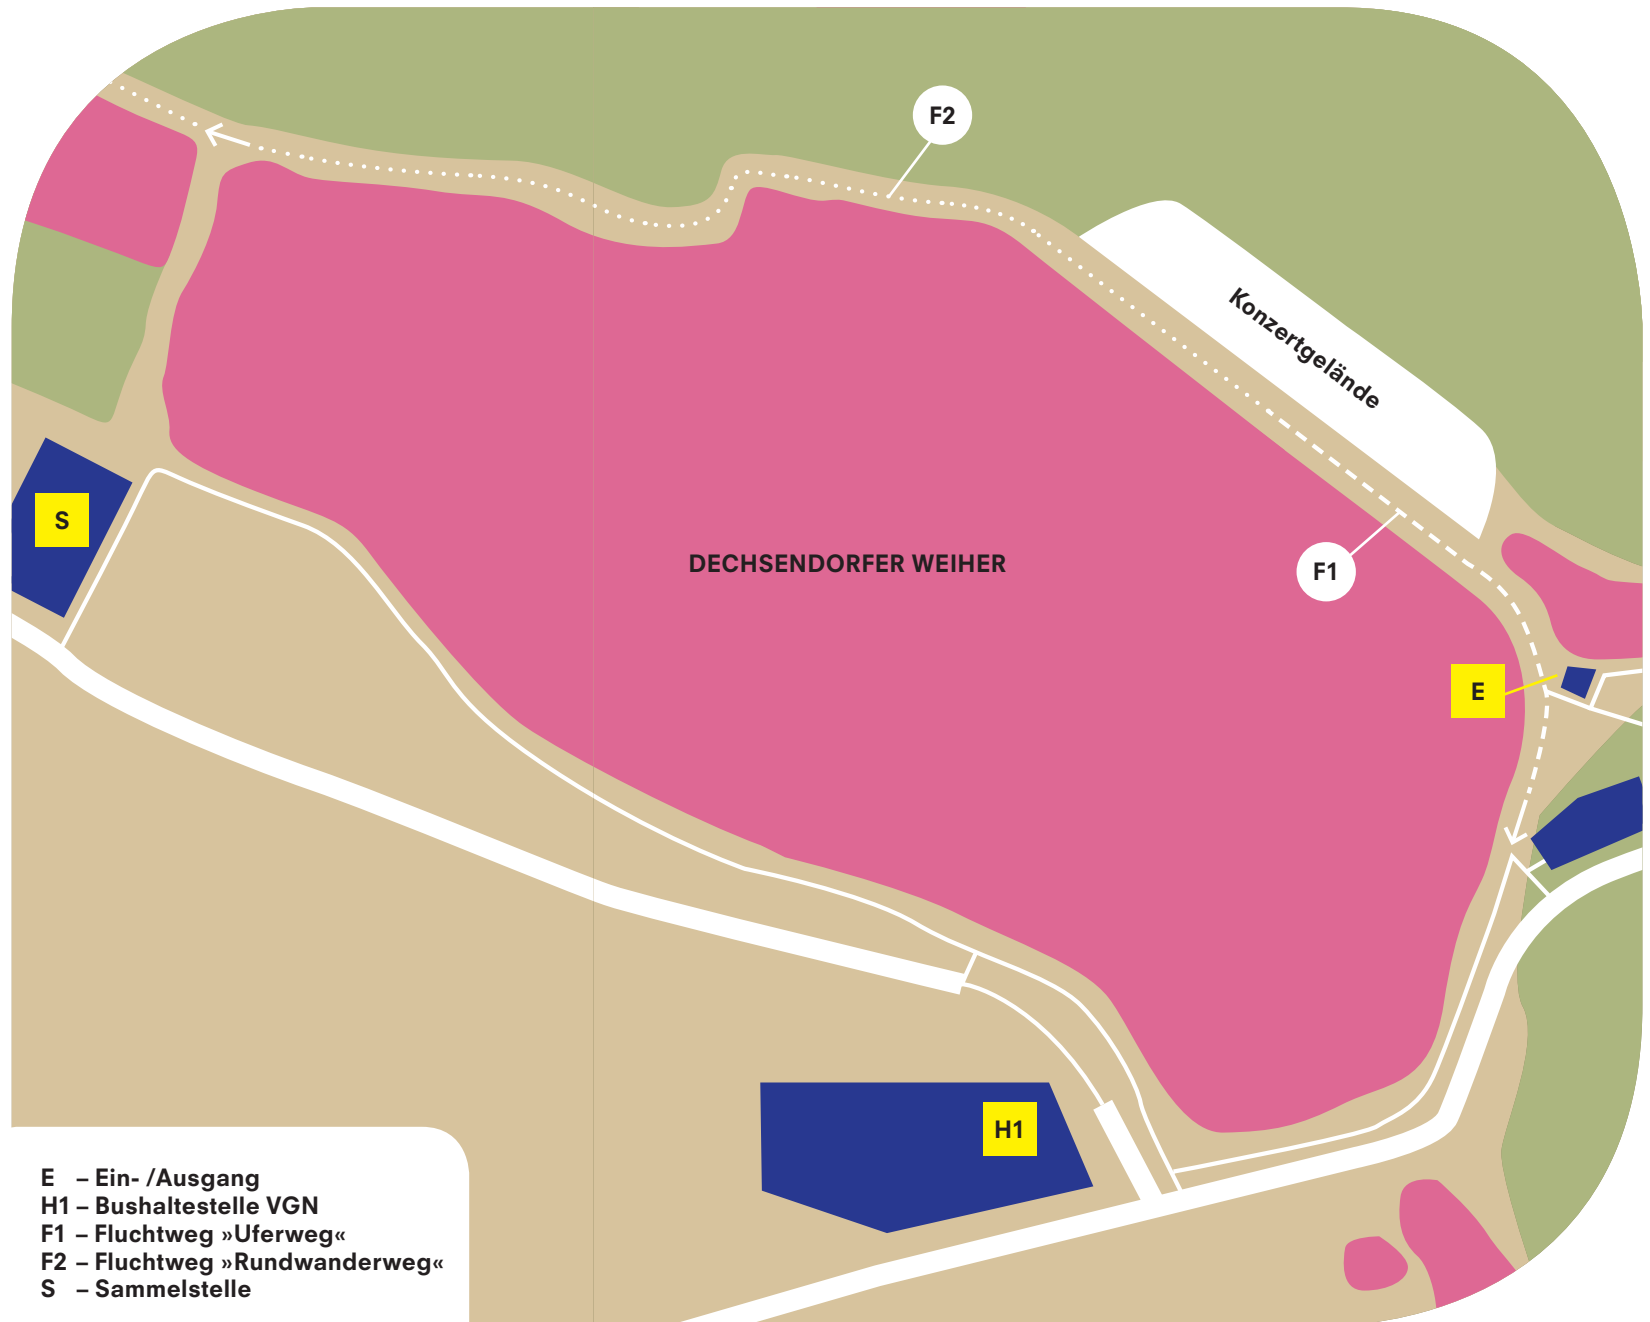 F2
Konzertgelände
S
DECHSENDORFER WEIHER
F1
E
H1
E – Ein- /Ausgang
H1 – Bushaltestelle VGN
F1 – Fluchtweg »Uferweg«
F2 – Fluchtweg »Rundwanderweg«
S – Sammelstelle